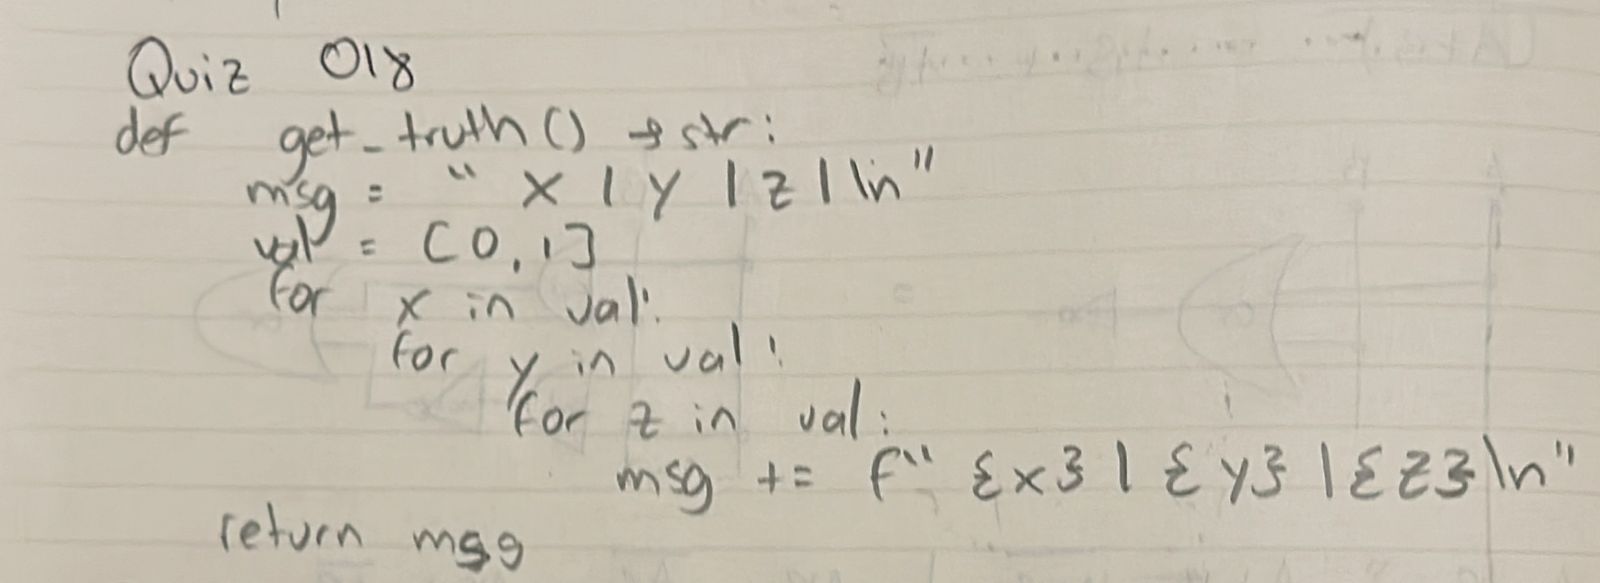 Quiz 018
def get_truth() → str:
msg = " X | Y | Z | \n"
val = [0,1]
for x in val:
for y in val:
for z in val:
msg += f" {x} | {y} | {z}\n"
return msg